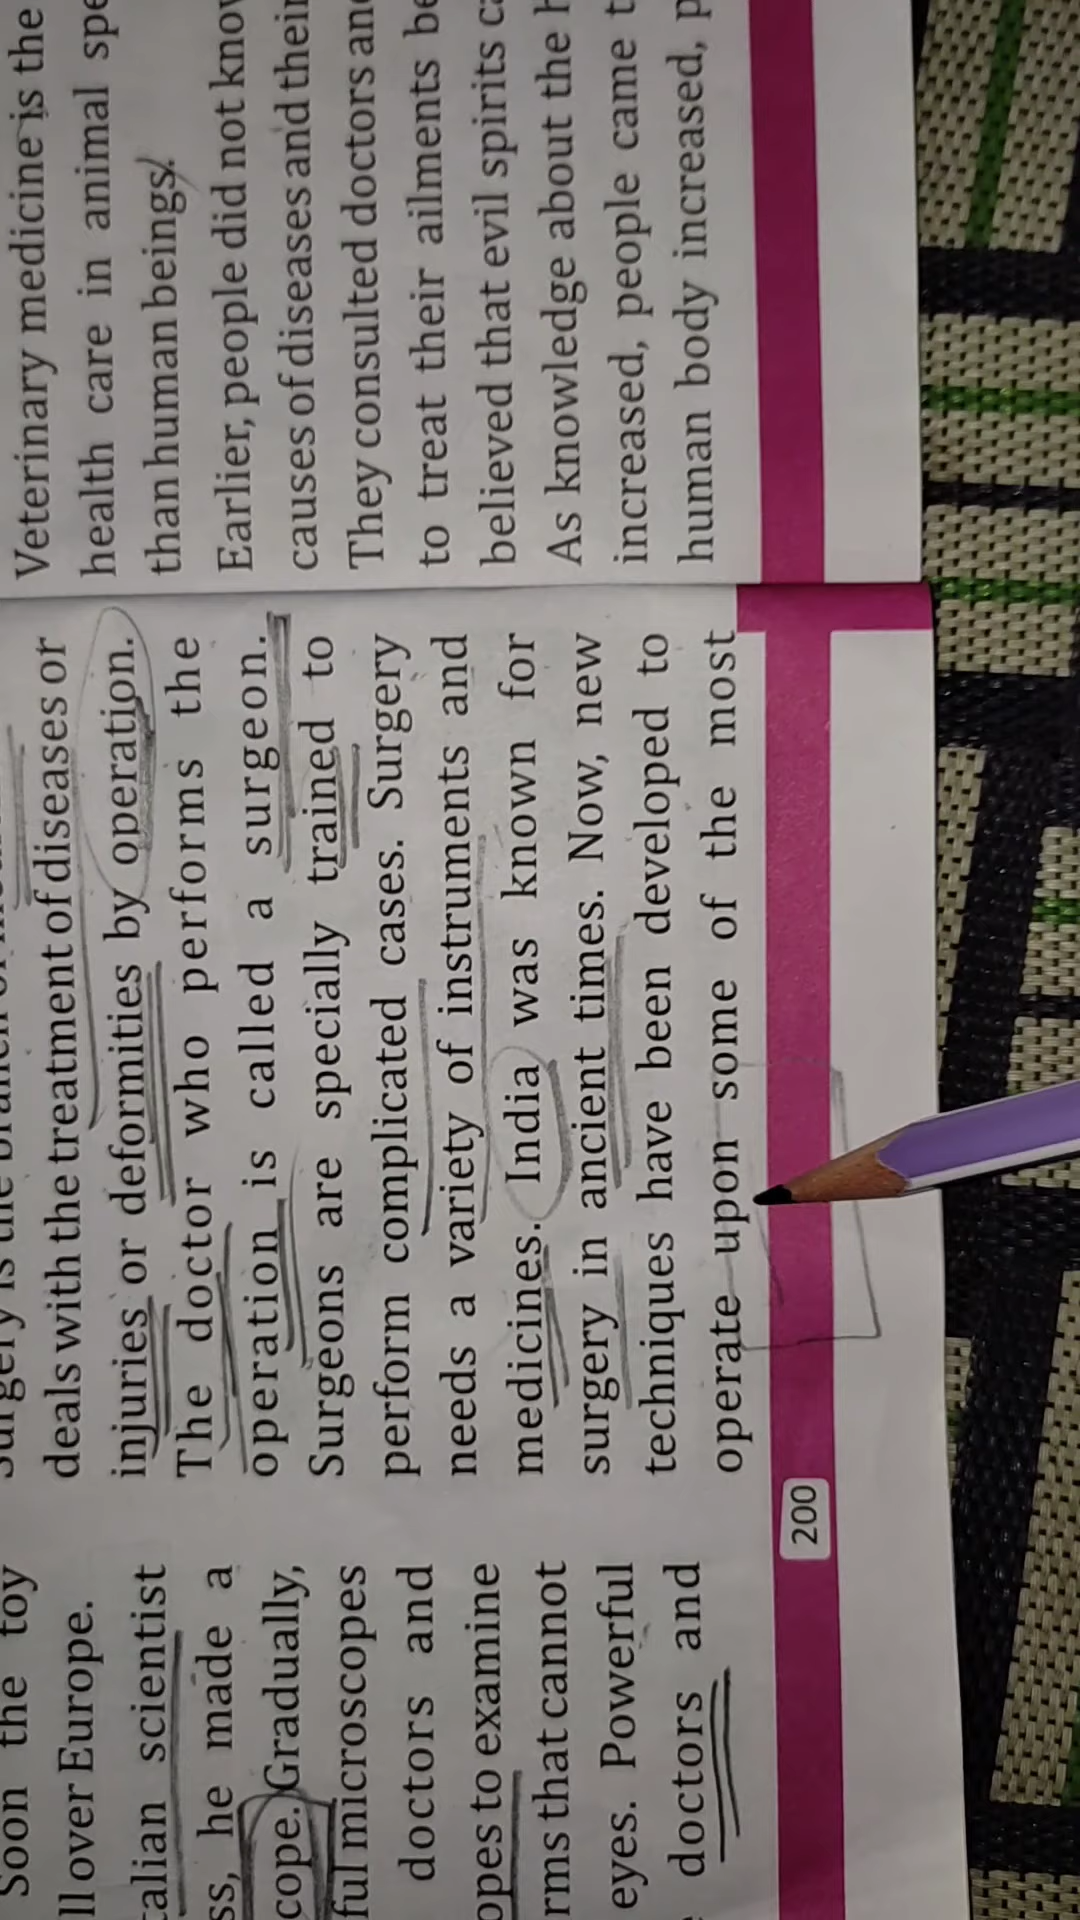 Soon the toy
ll over Europe.
talian scientist
ss, he made a
cope. Gradually,
ful microscopes
doctors and
opes to examine
rms that cannot
eyes. Powerful
doctors and
deals with the treatment of diseases or
injuries or deformities by operation.
The doctor who performs the
operation is called a surgeon.
Surgeons are specially trained to
perform complicated cases. Surgery
needs a variety of instruments and
medicines. India was known for
surgery in ancient times. Now, new
techniques have been developed to
operate upon some of the most
200
Veterinary medicine is the
health care in animal spe
than human beings.
Earlier, people did not know
causes of diseases and their
They consulted doctors and
to treat their ailments be
believed that evil spirits ca
As knowledge about the h
increased, people came t
human body increased, p